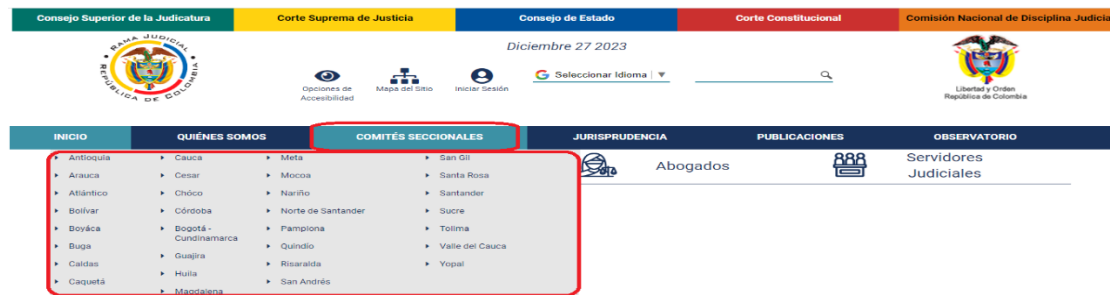 Consejo Superior de la Judicatura
Corte Suprema de Justicia
Consejo de Estado
Corte Constitucional
Comisión Nacional de Disciplina Judicia
RAMA JUDICIAL
REPÚBLICA DE COLOMBIA
Diciembre 27 2023
Opciones de
Accesibilidad
Mapa del Sitio
Iniciar Sesión
G Seleccionar Idioma ▼
Libertad y Orden
República de Colombia
INICIO
QUIÉNES SOMOS
COMITÉS SECCIONALES
JURISPRUDENCIA
PUBLICACIONES
OBSERVATORIO
Antioquia
Arauca
Atlántico
Bolívar
Boyáca
Buga
Caldas
Caquetá
Cauca
Cesar
Chóco
Córdoba
Bogotá -
Cundinamarca
Guajira
Huila
Magdalena
Meta
Mocoa
Nariño
Norte de Santander
Pamplona
Quindío
Risaralda
San Andrés
San Gil
Santa Rosa
Santander
Sucre
Tolima
Valle del Cauca
Yopal
Abogados
Servidores
Judiciales